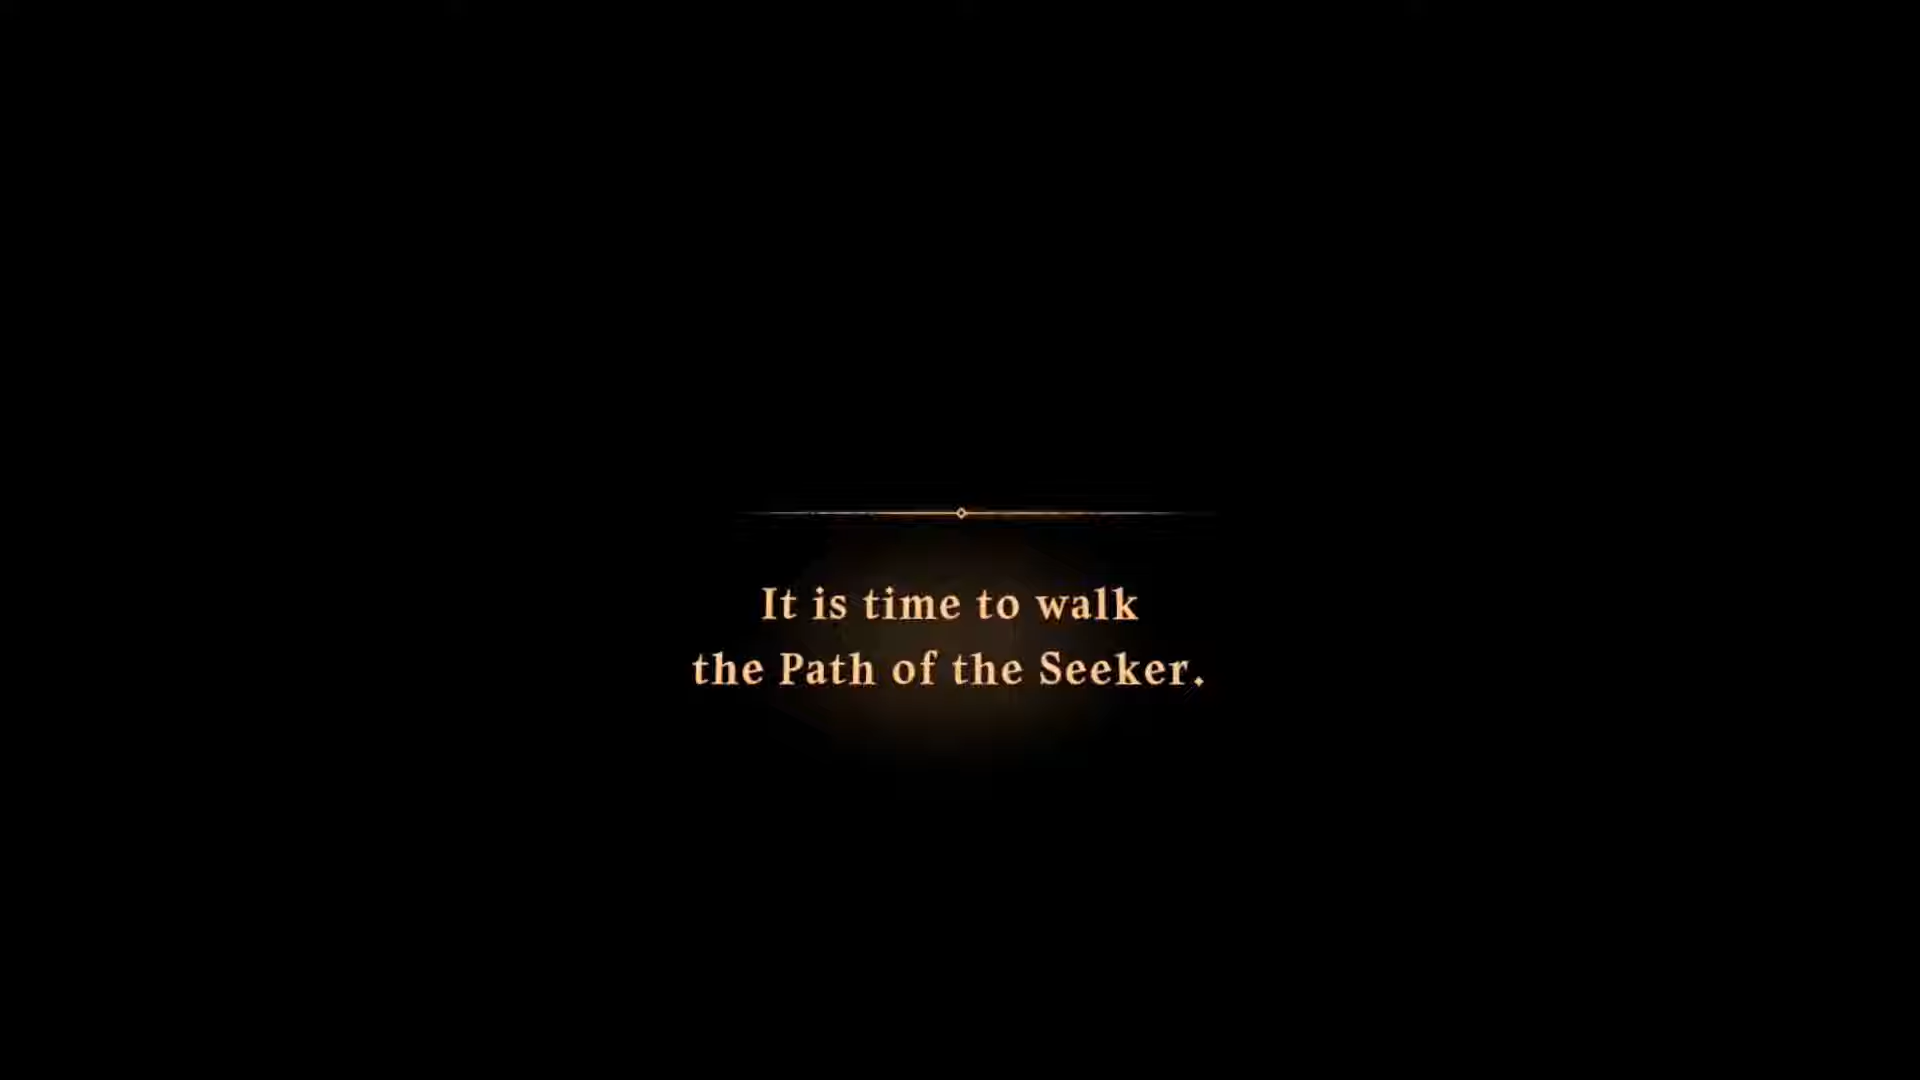 It is time to walk
the Path of the Seeker.